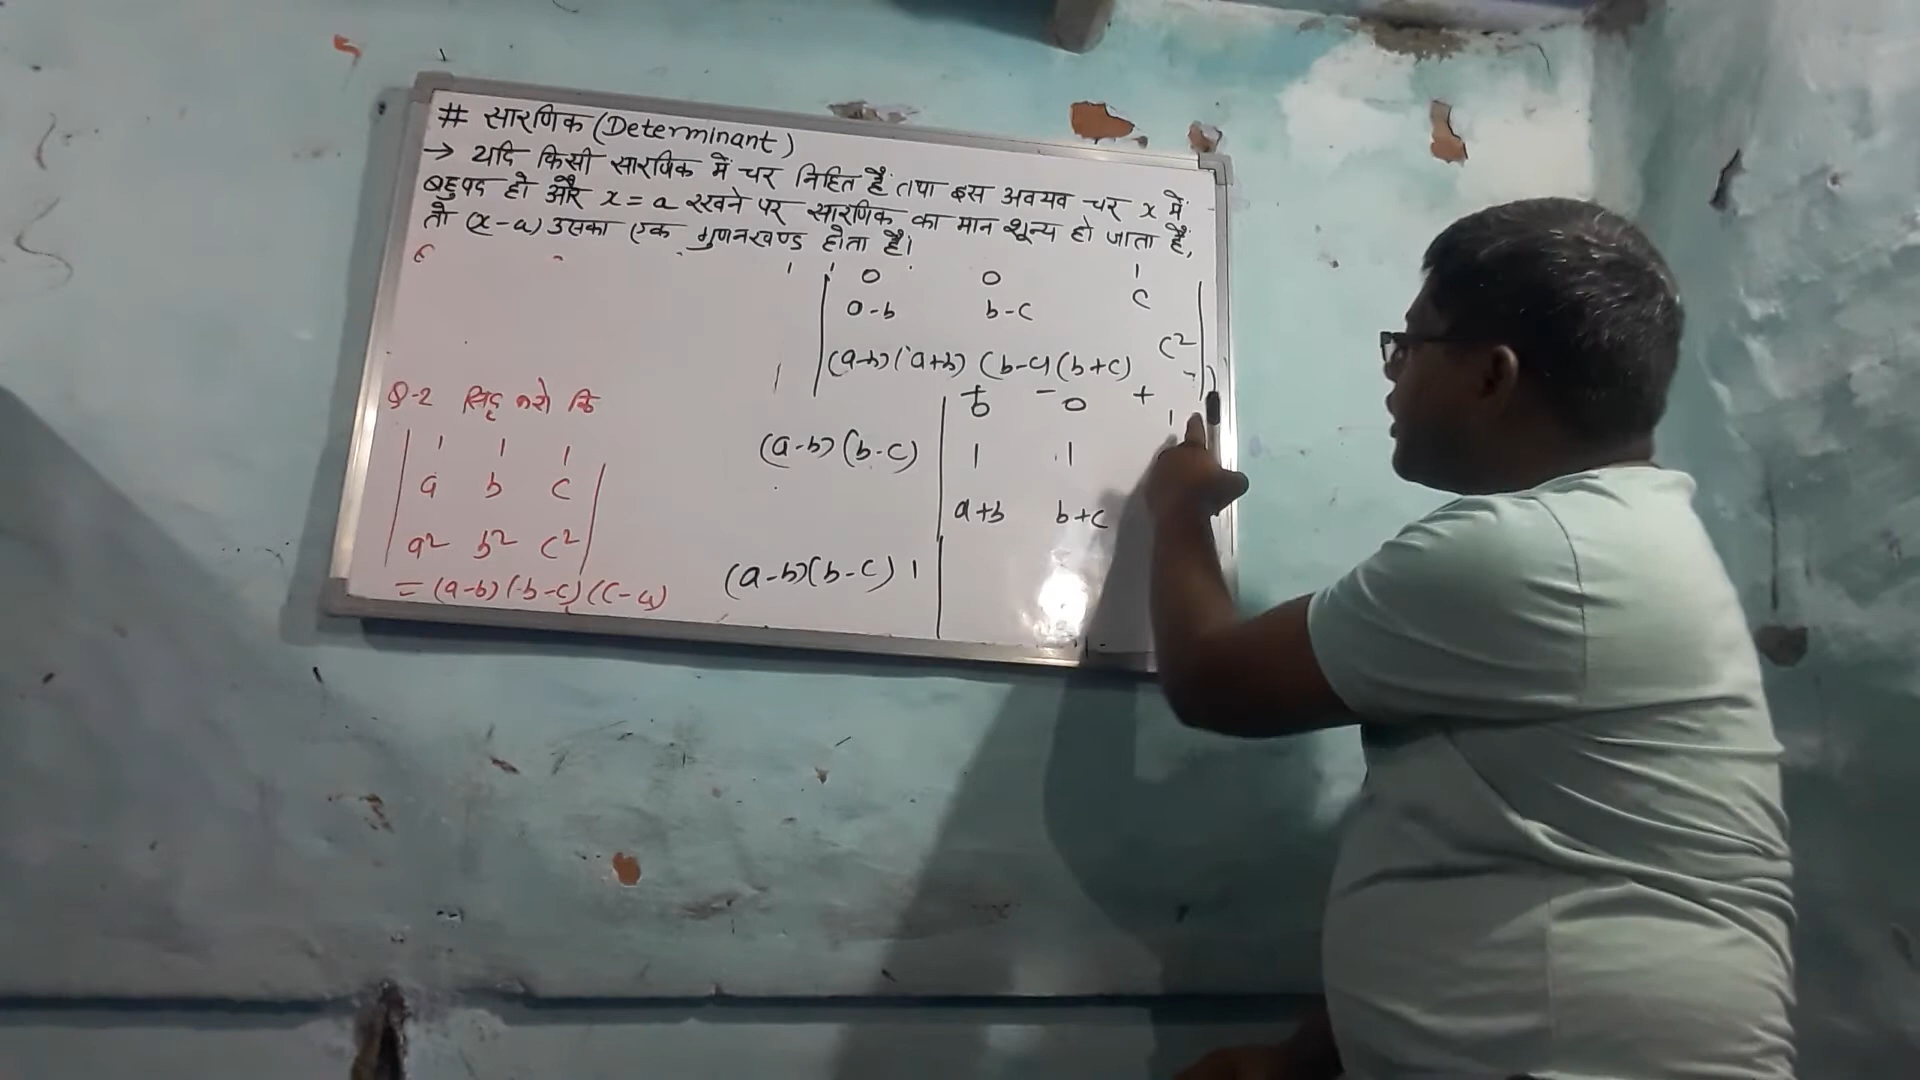 # सारणिक (Determinant)
→ यदि किसी सारणिक में चर निहित हैं तथा इस अवयव चर x में
बहुपद हो और x = a रखने पर सारणिक का मान शून्य हो जाता है,
तो (x-a) उसका एक गुणनखण्ड होता है।
0 0 1
a-b b-c c
(a-b)(a+b) (b-c)(b+c) c²
+ - +
(a-b)(b-c) | 0 0 1
1 1
a+b b+c
(a-b)(b-c) 1 |
Q-2 सिद्ध करो कि
| 1 1 1 |
| a b c |
| a² b² c² |
= (a-b)(b-c)(c-a)